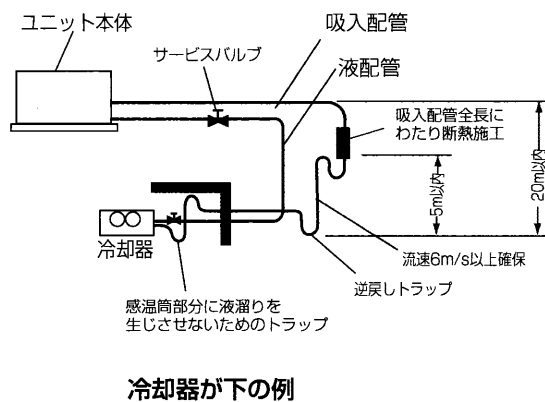 ユニット本体
吸入配管
サービスバルブ
液配管
吸入配管全長に
わたり断熱施工
5m以内
20m以内
冷却器
流速6m/s以上確保
逆戻しトラップ
感温筒部分に液溜りを
生じさせないためのトラップ
冷却器が下の例